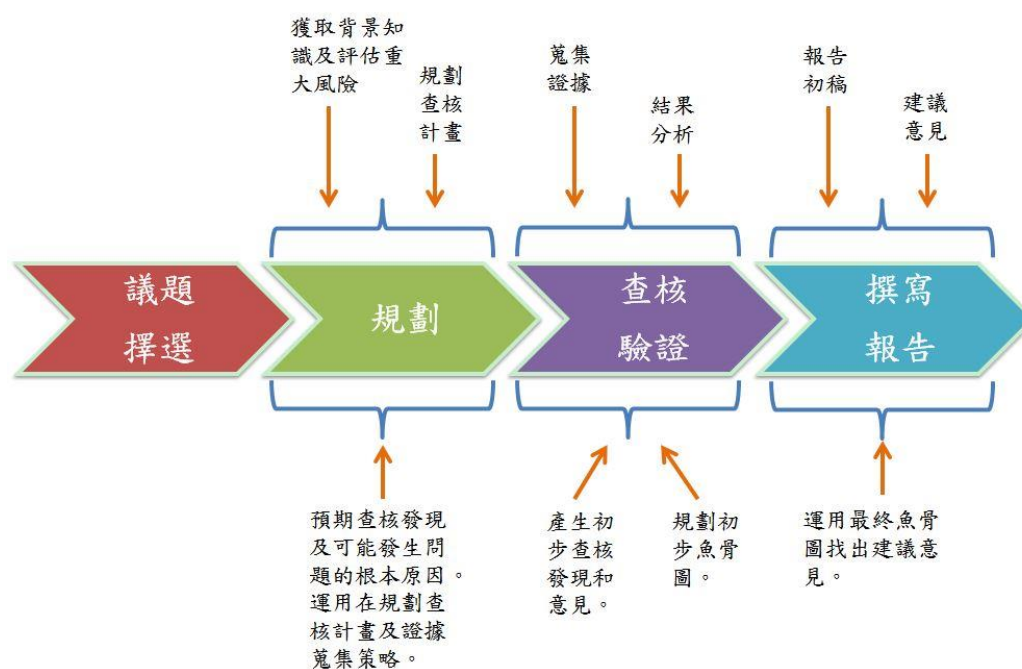 獲取背景知
識及評估重
大風險
規劃
查核
計畫
蒐集
證據
結果
分析
報告
初稿
建議
意見
議題
擇選
規劃
查核
驗證
撰寫
報告
預期查核發現
及可能發生問
題的根本原因。
運用在規劃查
核計畫及證據
蒐集策略。
產生初
步查核
發現和
意見。
規劃初
步魚骨
圖。
運用最終魚骨
圖找出建議意
見。